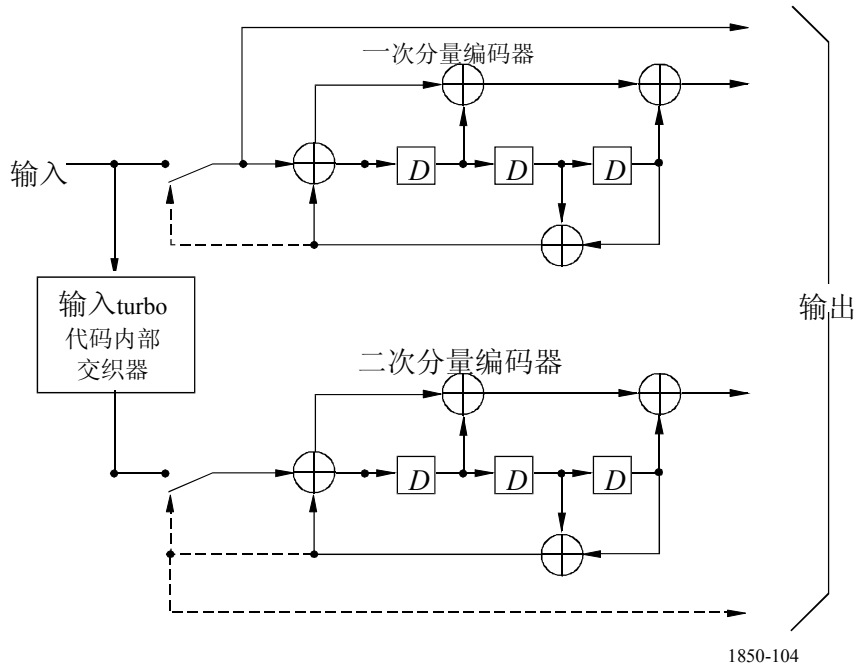 一次分量编码器
输入
D D D
输入turbo
代码内部
交织器
输出
二次分量编码器
D D D
1850-104